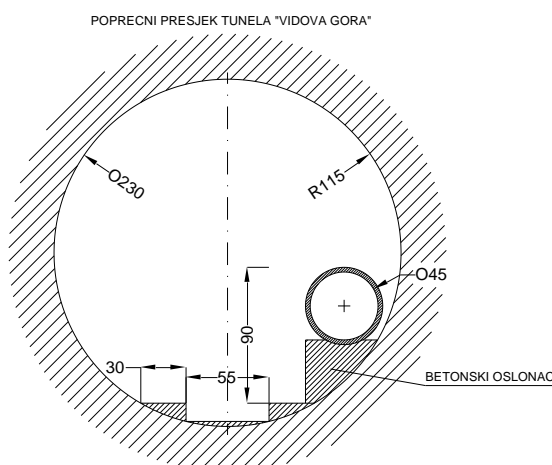 POPRECNI PRESJEK TUNELA "VIDOVA GORA"
O230
R115
O45
90
30
55
BETONSKI OSLONAC